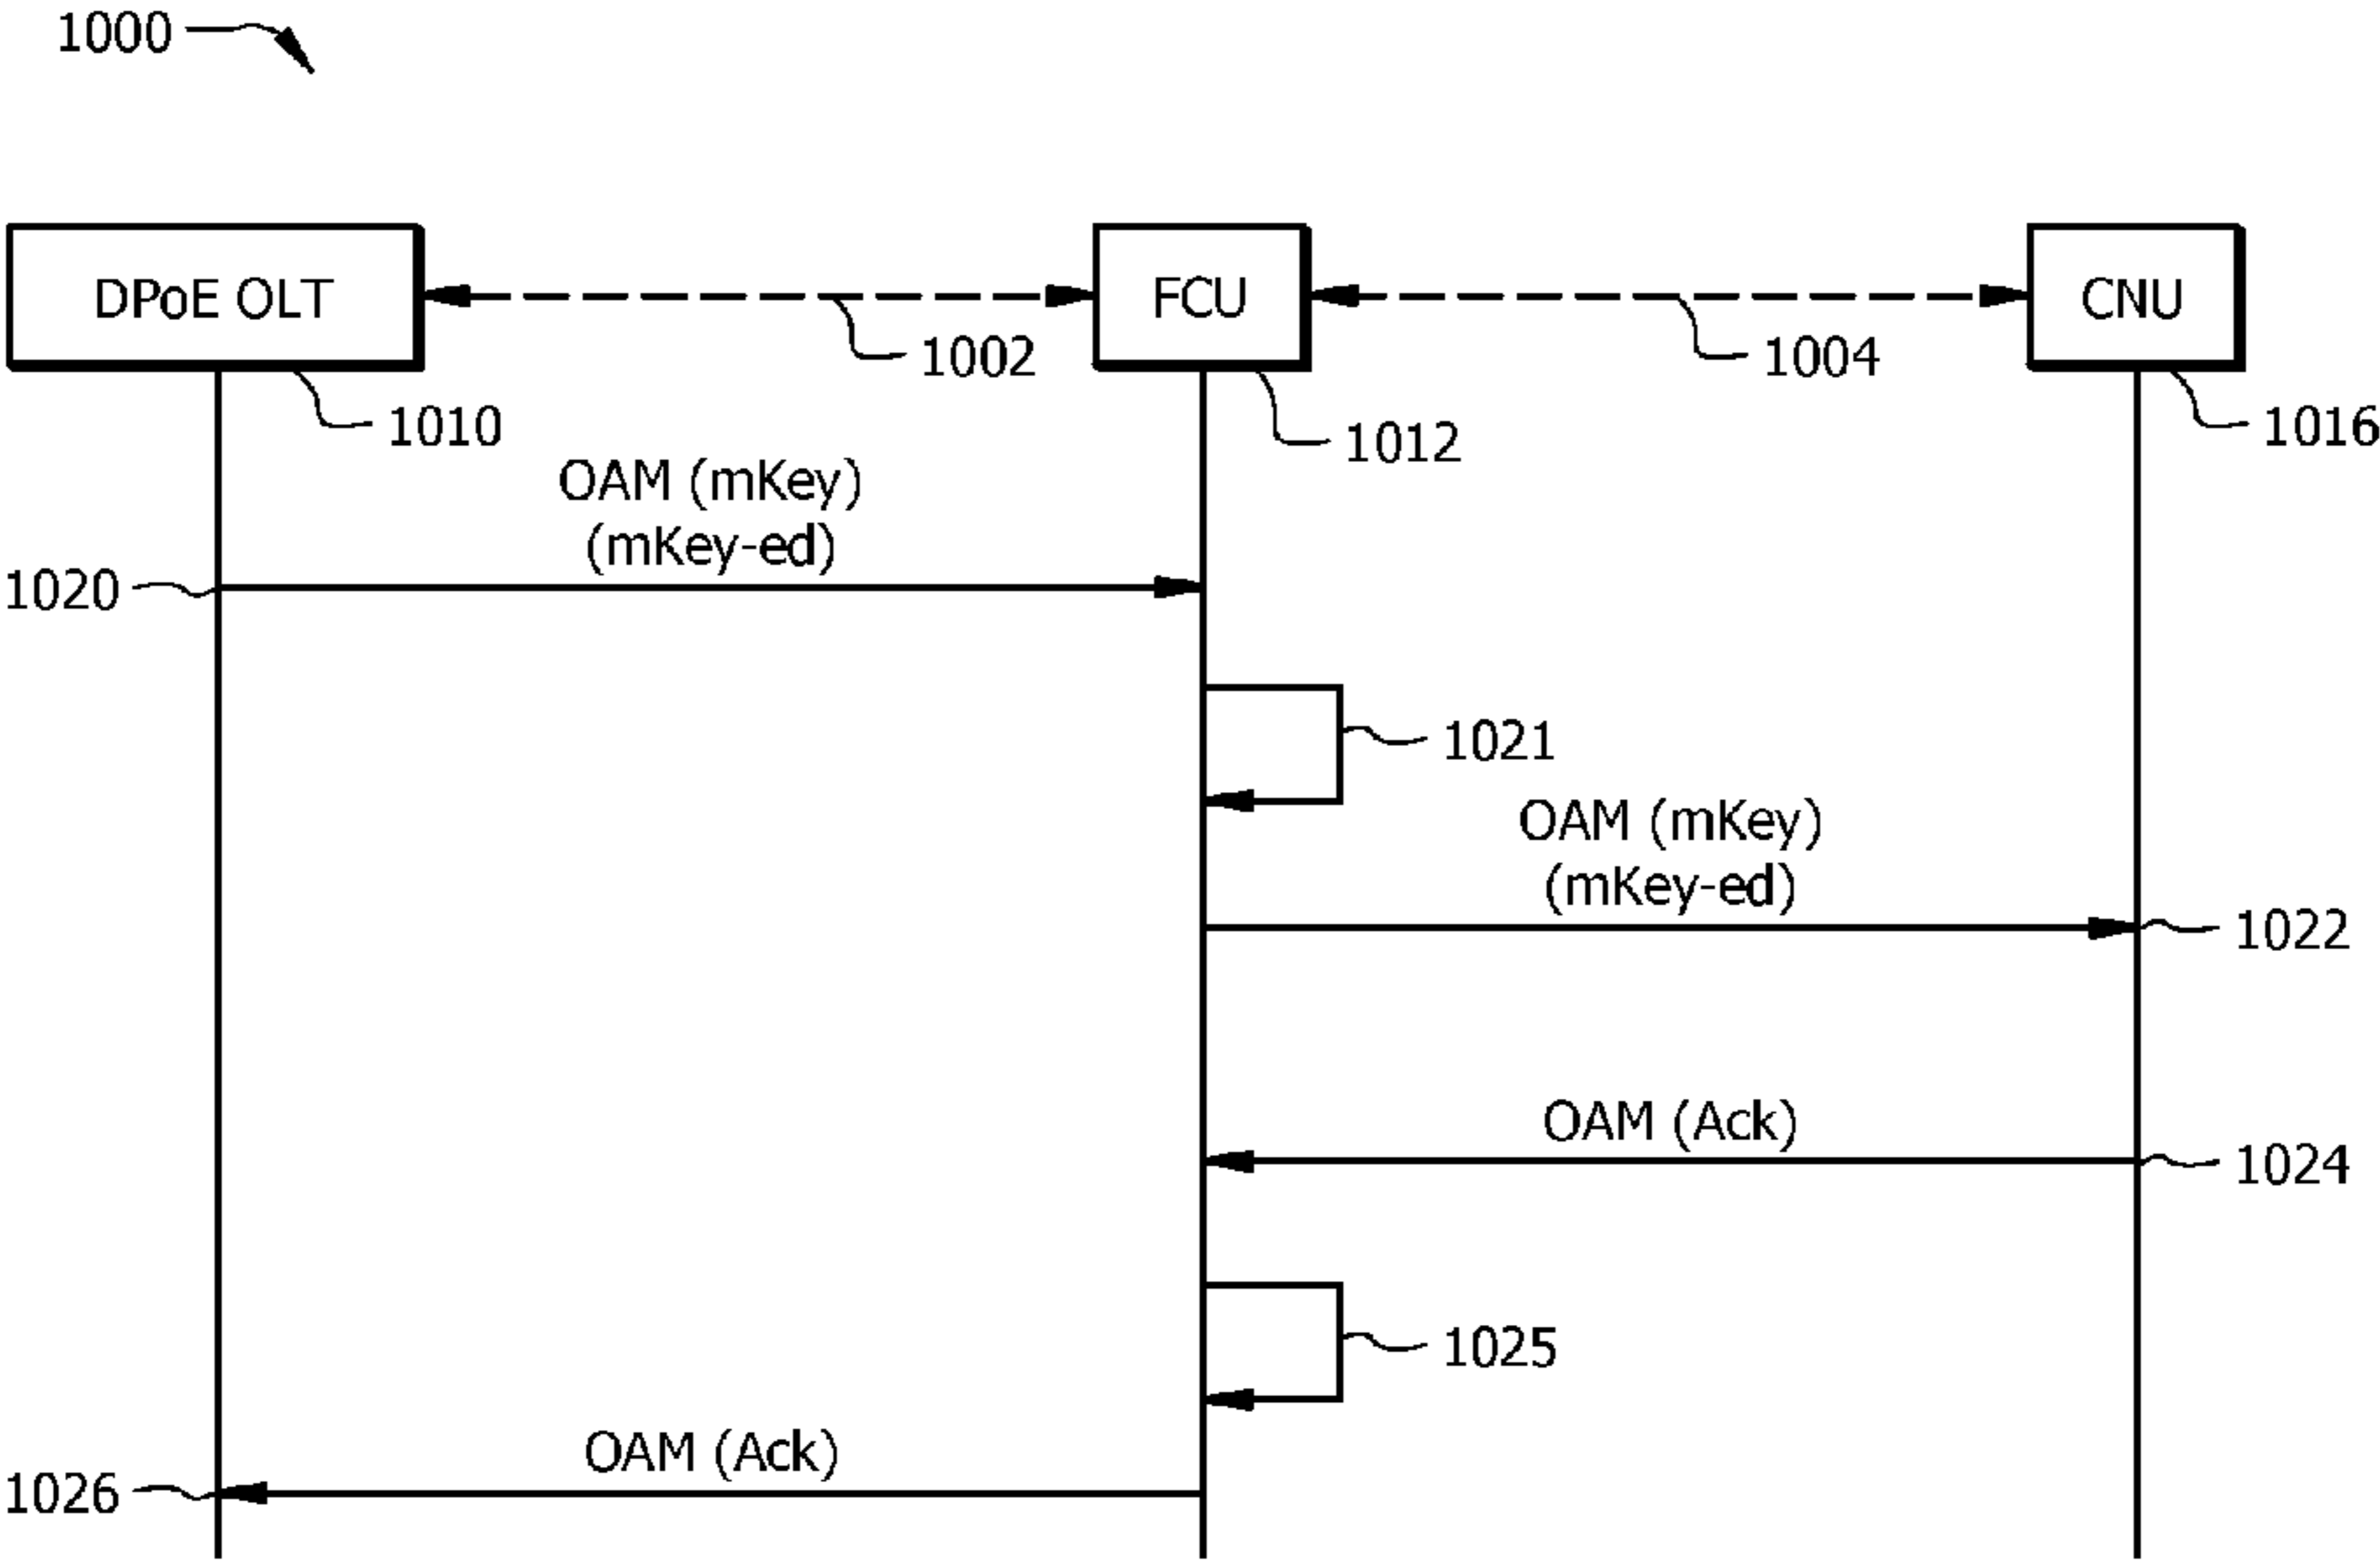 1000
DPoE OLT
FCU
CNU
1002
1004
1010
1012
1016
OAM (mKey)
(mKey-ed)
1020
1021
OAM (mKey)
(mKey-ed)
1022
OAM (Ack)
1024
1025
OAM (Ack)
1026